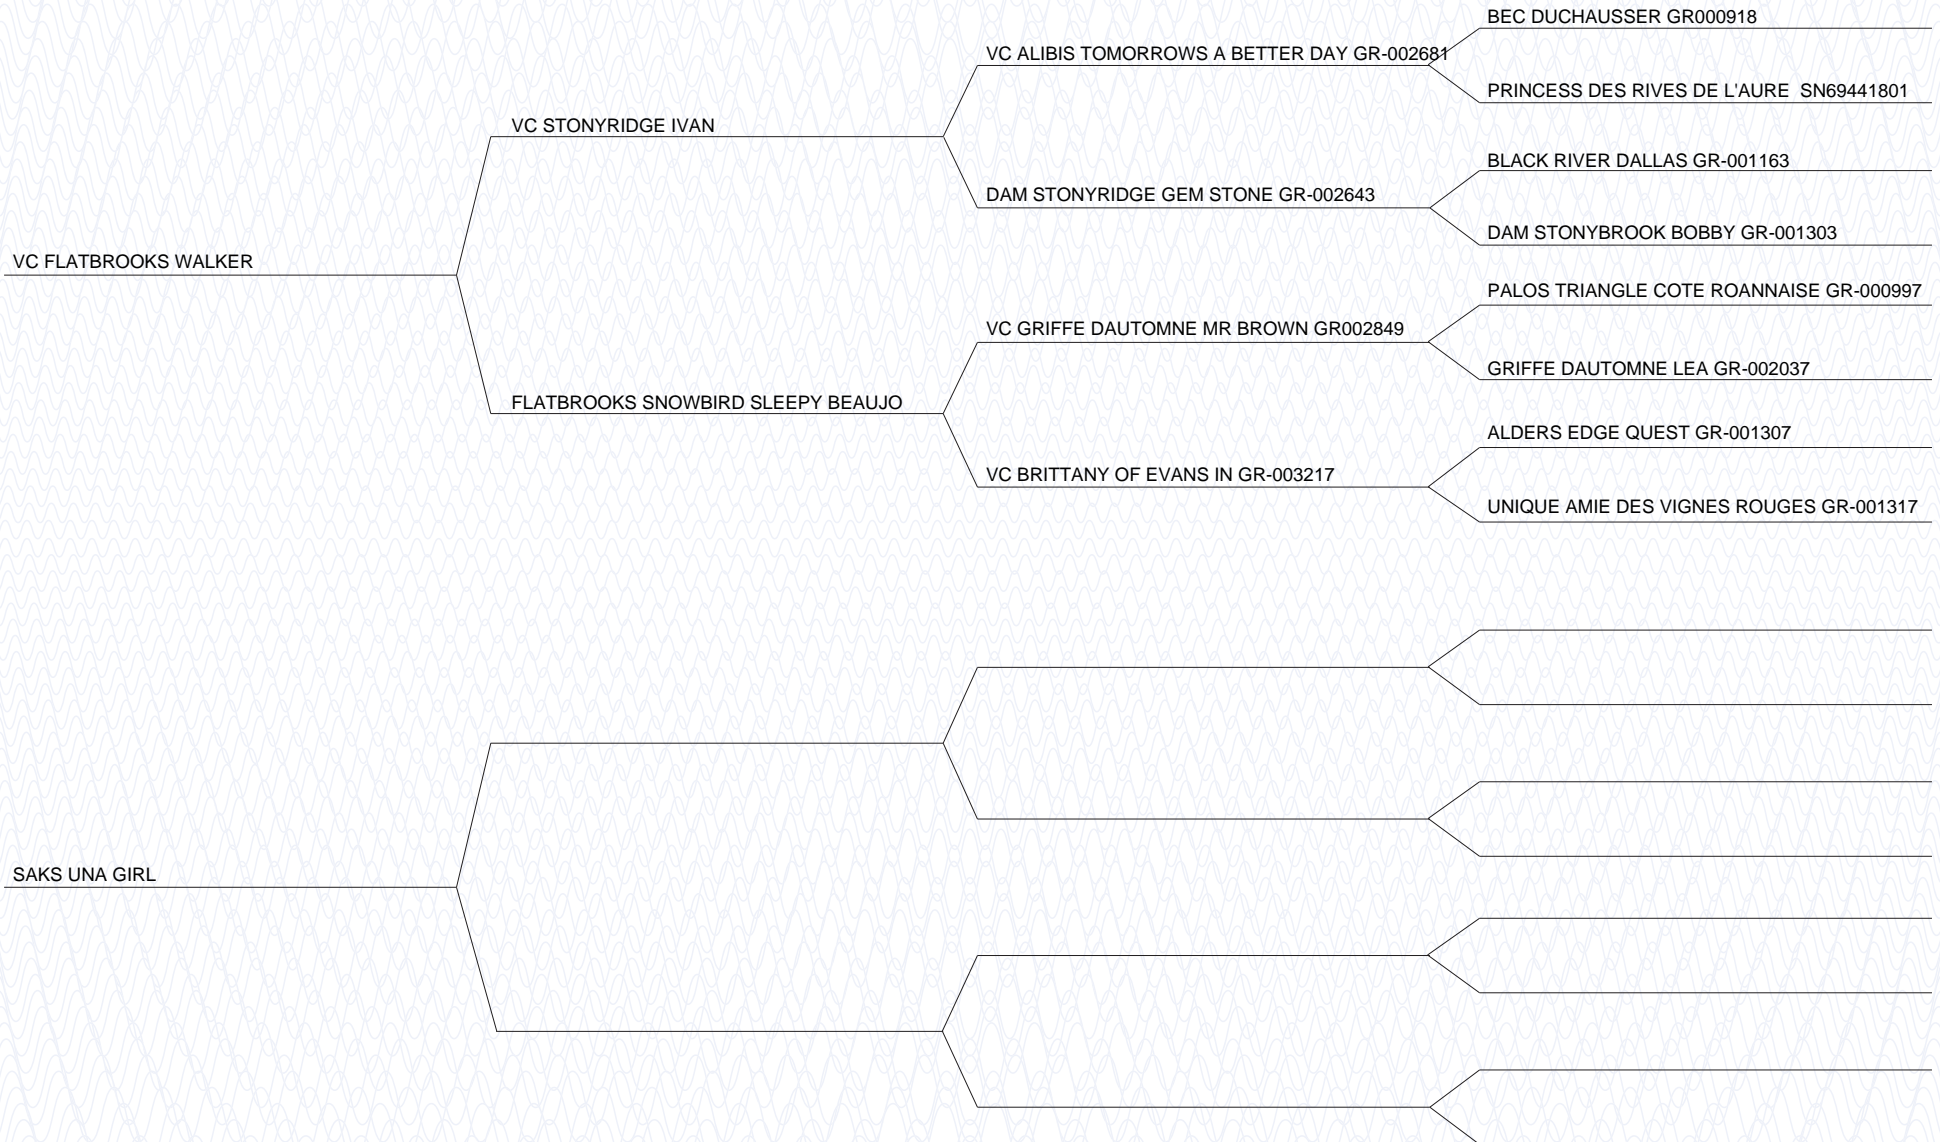 BEC DUCHAUSSER GR000918
VC ALIBIS TOMORROWS A BETTER DAY GR-002681
PRINCESS DES RIVES DE L'AURE  SN69441801
VC STONYRIDGE IVAN
BLACK RIVER DALLAS GR-001163
DAM STONYRIDGE GEM STONE GR-002643
DAM STONYBROOK BOBBY GR-001303
VC FLATBROOKS WALKER
PALOS TRIANGLE COTE ROANNAISE GR-000997
VC GRIFFE DAUTOMNE MR BROWN GR002849
GRIFFE DAUTOMNE LEA GR-002037
FLATBROOKS SNOWBIRD SLEEPY BEAUJO
ALDERS EDGE QUEST GR-001307
VC BRITTANY OF EVANS IN GR-003217
UNIQUE AMIE DES VIGNES ROUGES GR-001317
SAKS UNA GIRL